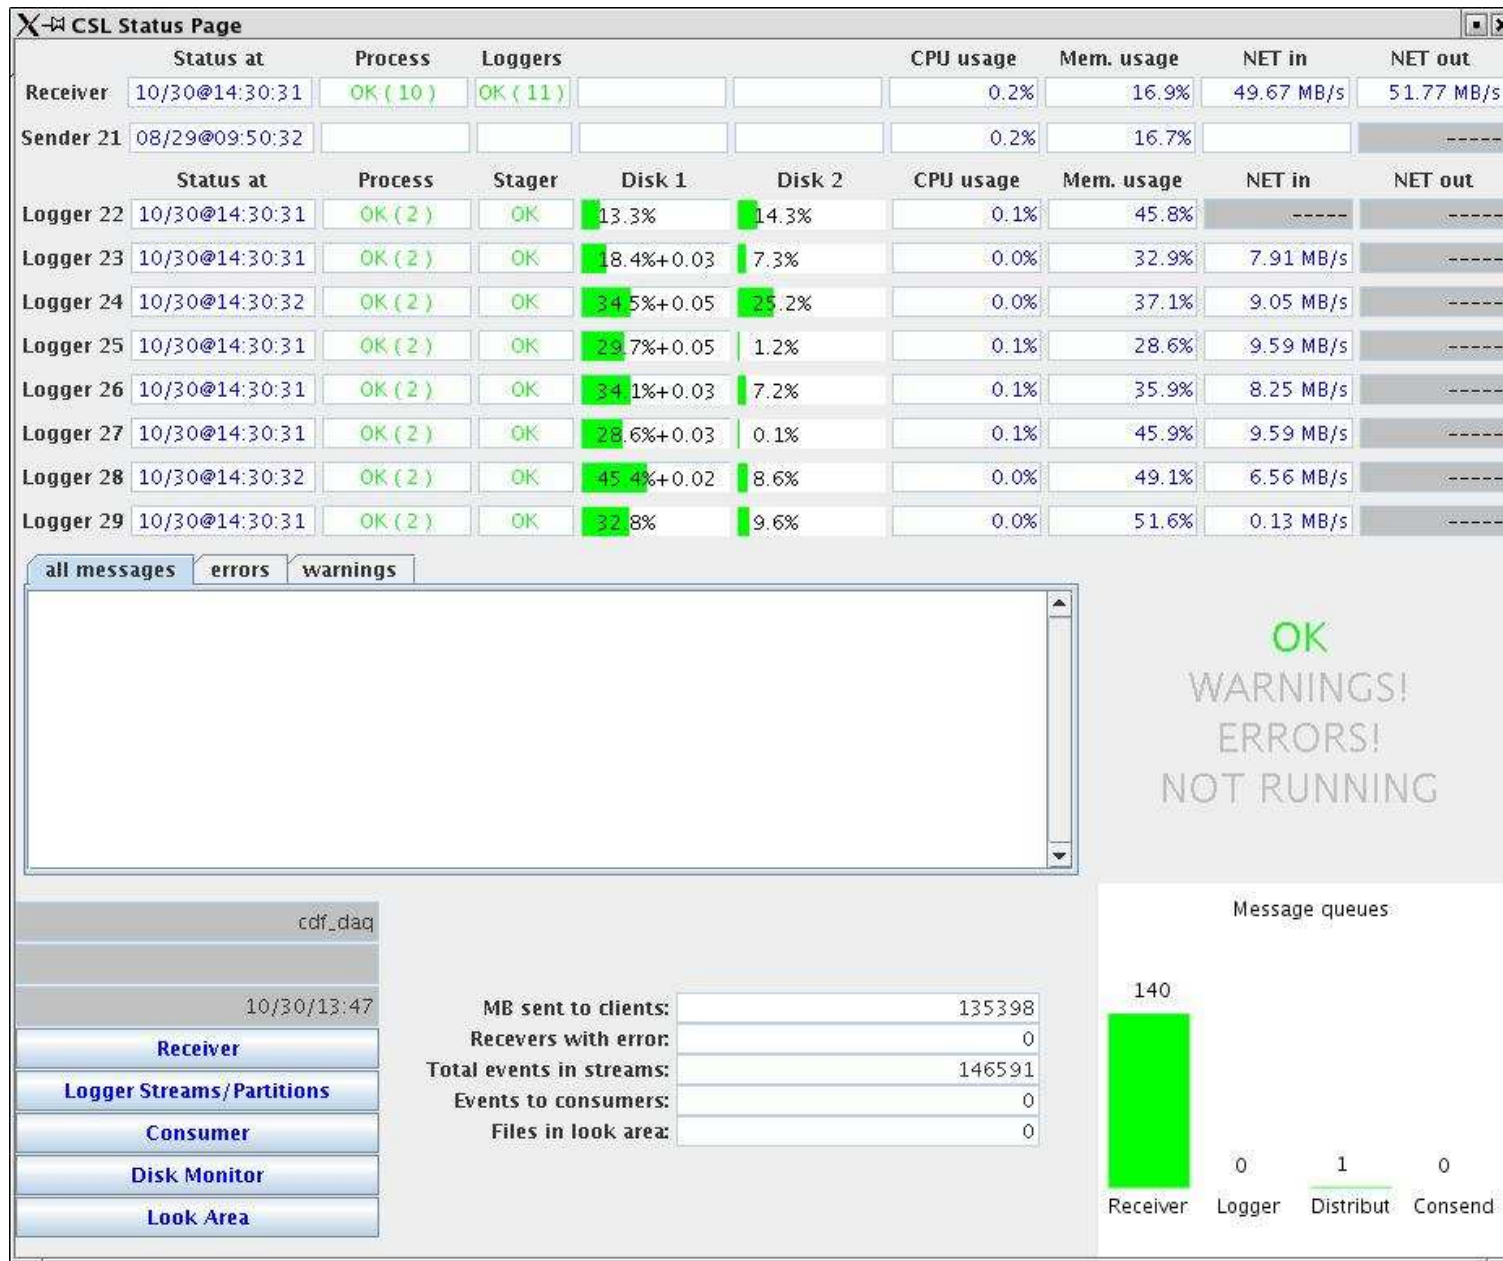 CSL Status Page
Status at Process Loggers CPU usage Mem. usage NET in NET out
Receiver 10/30@14:30:31 OK ( 10 ) OK ( 11 ) 0.2% 16.9% 49.67 MB/s 51.77 MB/s
Sender 21 08/29@09:50:32 0.2% 16.7% -----
Status at Process Stager Disk 1 Disk 2 CPU usage Mem. usage NET in NET out
Logger 22 10/30@14:30:31 OK ( 2 ) OK 13.3% 14.3% 0.1% 45.8% ----- -----
Logger 23 10/30@14:30:31 OK ( 2 ) OK 18.4%+0.03 7.3% 0.0% 32.9% 7.91 MB/s -----
Logger 24 10/30@14:30:32 OK ( 2 ) OK 34.5%+0.05 25.2% 0.0% 37.1% 9.05 MB/s -----
Logger 25 10/30@14:30:31 OK ( 2 ) OK 29.7%+0.05 1.2% 0.1% 28.6% 9.59 MB/s -----
Logger 26 10/30@14:30:31 OK ( 2 ) OK 34.1%+0.03 7.2% 0.1% 35.9% 8.25 MB/s -----
Logger 27 10/30@14:30:31 OK ( 2 ) OK 28.6%+0.03 0.1% 0.1% 45.9% 9.59 MB/s -----
Logger 28 10/30@14:30:32 OK ( 2 ) OK 45.4%+0.02 8.6% 0.0% 49.1% 6.56 MB/s -----
Logger 29 10/30@14:30:31 OK ( 2 ) OK 32.8% 9.6% 0.0% 51.6% 0.13 MB/s -----
all messages errors warnings
OK
WARNINGS!
ERRORS!
NOT RUNNING
cdf_daq
10/30/13:47
Receiver
Logger Streams/Partitions
Consumer
Disk Monitor
Look Area
MB sent to clients: 135398
Recevers with error: 0
Total events in streams: 146591
Events to consumers: 0
Files in look area: 0
Message queues
140 0 1 0
Receiver Logger Distribut Consend